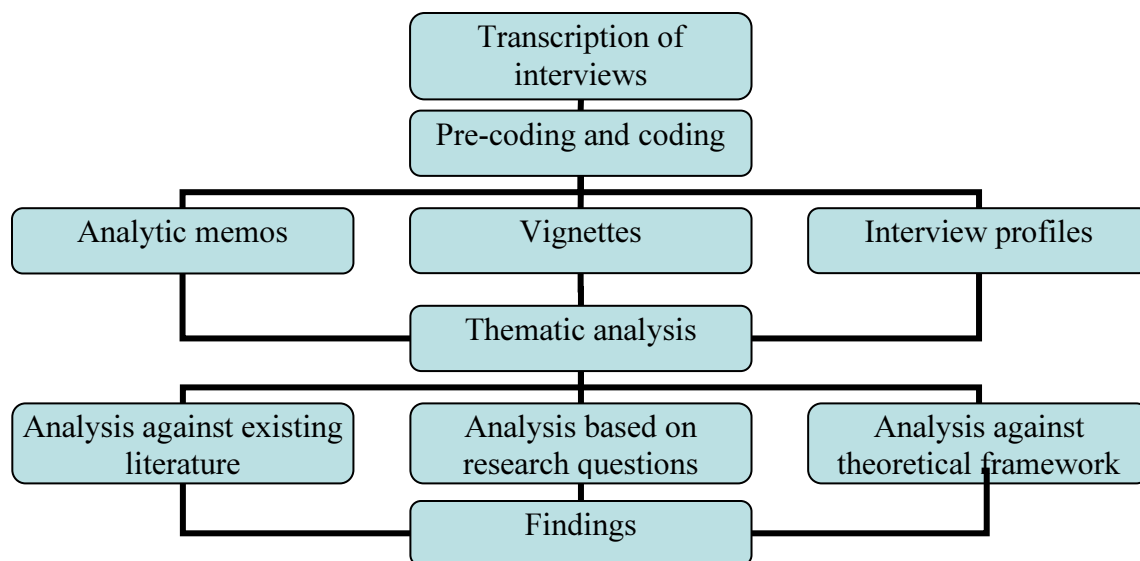 Transcription of
interviews
Pre-coding and coding
Analytic memos
Vignettes
Interview profiles
Thematic analysis
Analysis against existing
literature
Analysis based on
research questions
Analysis against
theoretical framework
Findings